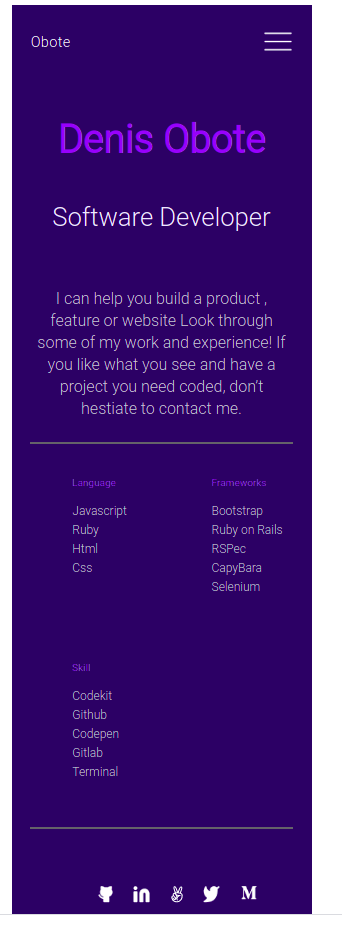 Obote
Denis Obote
Software Developer
I can help you build a product ,
feature or website Look through
some of my work and experience! If
you like what you see and have a
project you need coded, don't
hestiate to contact me.
Language
Javascript
Ruby
Html
Css
Frameworks
Bootstrap
Ruby on Rails
RSPec
CapyBara
Selenium
Skill
Codekit
Github
Codepen
Gitlab
Terminal